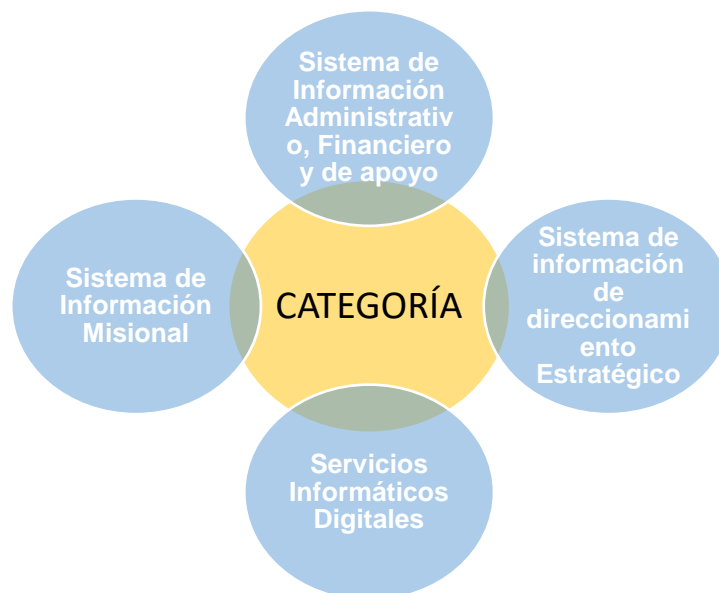 Sistema de
Información
Administrativ
o, Financiero
y de apoyo
Sistema de
Información
Misional
CATEGORÍA
Sistema de
información
de
direccionami
ento
Estratégico
Servicios
Informáticos
Digitales